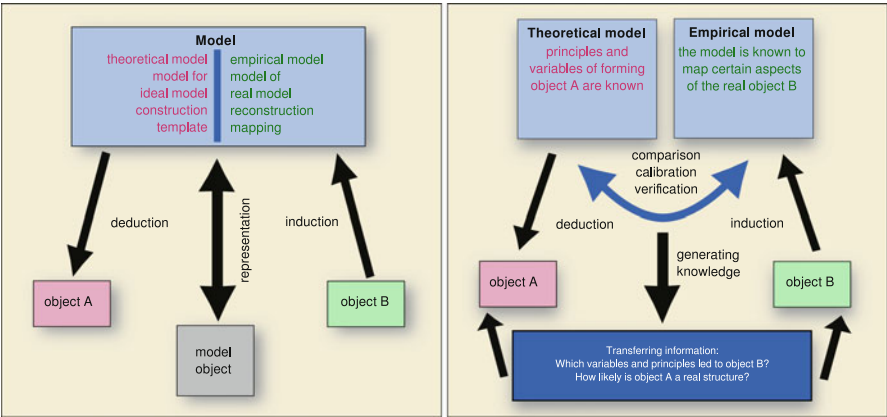 Model
theoretical model empirical model
model for model of
ideal model real model
construction reconstruction
template mapping
deduction
representation
induction
object A
object B
model
object
Theoretical model
principles and
variables of forming
object A are known
Empirical model
the model is known to
map certain aspects
of the real object B
comparison
calibration
verification
deduction
induction
generating
knowledge
object A
object B
Transferring information:
Which variables and principles led to object B?
How likely is object A a real structure?